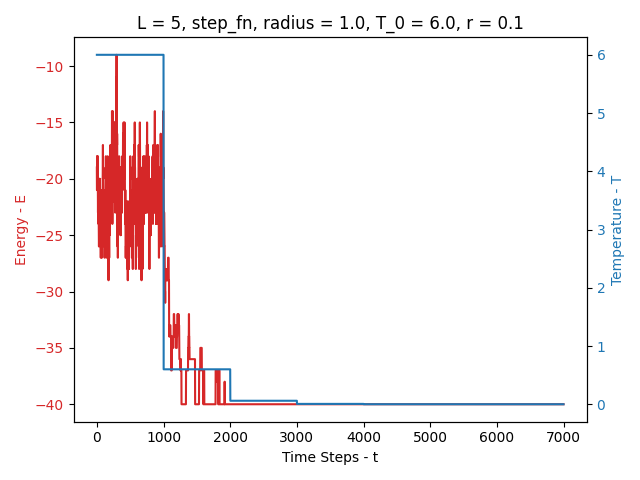 L = 5, step_fn, radius = 1.0, T_0 = 6.0, r = 0.1
Energy - E
−10
−15
−20
−25
−30
−35
−40
6
5
4
3
2
1
0
Temperature - T
0 1000 2000 3000 4000 5000 6000 7000
Time Steps - t